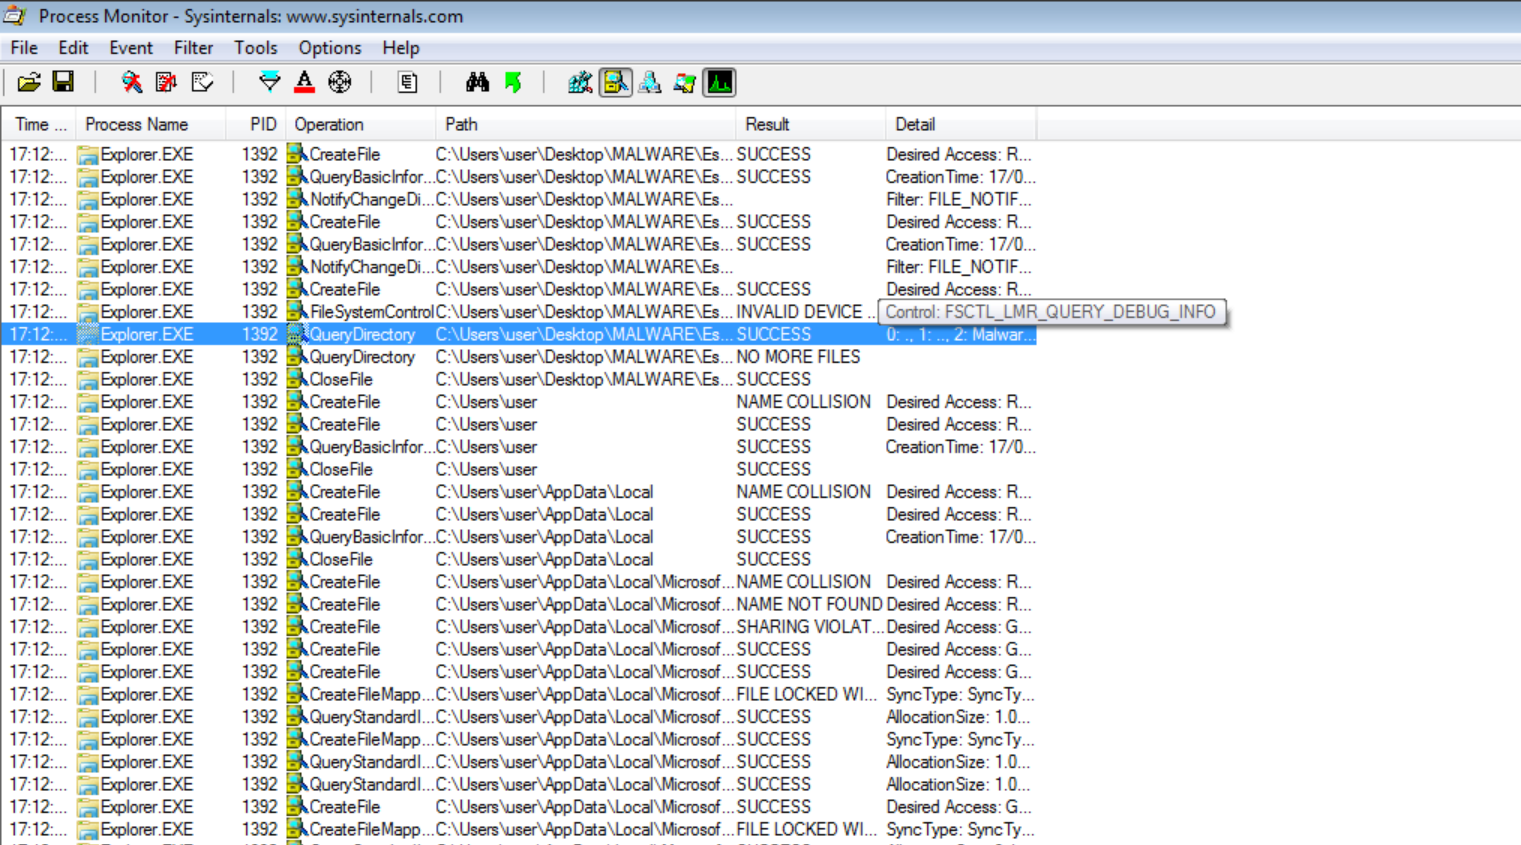 Process Monitor - Sysinternals: www.sysinternals.com
File Edit Event Filter Tools Options Help
Time ... Process Name PID Operation Path Result Detail
17:12:... Explorer.EXE 1392 CreateFile C:\Users\user\Desktop\MALWARE\Es... SUCCESS Desired Access: R...
17:12:... Explorer.EXE 1392 QueryBasicInfor... C:\Users\user\Desktop\MALWARE\Es... SUCCESS CreationTime: 17/0...
17:12:... Explorer.EXE 1392 NotifyChangeDi... C:\Users\user\Desktop\MALWARE\Es... Filter: FILE_NOTIF...
17:12:... Explorer.EXE 1392 CreateFile C:\Users\user\Desktop\MALWARE\Es... SUCCESS Desired Access: R...
17:12:... Explorer.EXE 1392 QueryBasicInfor... C:\Users\user\Desktop\MALWARE\Es... SUCCESS CreationTime: 17/0...
17:12:... Explorer.EXE 1392 NotifyChangeDi... C:\Users\user\Desktop\MALWARE\Es... Filter: FILE_NOTIF...
17:12:... Explorer.EXE 1392 CreateFile C:\Users\user\Desktop\MALWARE\Es... SUCCESS Desired Access: R...
17:12:... Explorer.EXE 1392 FileSystemControl C:\Users\user\Desktop\MALWARE\Es... INVALID DEVICE ... Control: FSCTL_LMR_QUERY_DEBUG_INFO
17:12:... Explorer.EXE 1392 QueryDirectory C:\Users\user\Desktop\MALWARE\Es... SUCCESS 0: ., 1: .., 2: Malwar...
17:12:... Explorer.EXE 1392 QueryDirectory C:\Users\user\Desktop\MALWARE\Es... NO MORE FILES
17:12:... Explorer.EXE 1392 CloseFile C:\Users\user\Desktop\MALWARE\Es... SUCCESS
17:12:... Explorer.EXE 1392 CreateFile C:\Users\user NAME COLLISION Desired Access: R...
17:12:... Explorer.EXE 1392 CreateFile C:\Users\user SUCCESS Desired Access: R...
17:12:... Explorer.EXE 1392 QueryBasicInfor... C:\Users\user SUCCESS CreationTime: 17/0...
17:12:... Explorer.EXE 1392 CloseFile C:\Users\user SUCCESS
17:12:... Explorer.EXE 1392 CreateFile C:\Users\user\AppData\Local NAME COLLISION Desired Access: R...
17:12:... Explorer.EXE 1392 CreateFile C:\Users\user\AppData\Local SUCCESS Desired Access: R...
17:12:... Explorer.EXE 1392 QueryBasicInfor... C:\Users\user\AppData\Local SUCCESS CreationTime: 17/0...
17:12:... Explorer.EXE 1392 CloseFile C:\Users\user\AppData\Local SUCCESS
17:12:... Explorer.EXE 1392 CreateFile C:\Users\user\AppData\Local\Microsof... NAME COLLISION Desired Access: R...
17:12:... Explorer.EXE 1392 CreateFile C:\Users\user\AppData\Local\Microsof... NAME NOT FOUND Desired Access: R...
17:12:... Explorer.EXE 1392 CreateFile C:\Users\user\AppData\Local\Microsof... SHARING VIOLAT... Desired Access: G...
17:12:... Explorer.EXE 1392 CreateFile C:\Users\user\AppData\Local\Microsof... SUCCESS Desired Access: G...
17:12:... Explorer.EXE 1392 CreateFile C:\Users\user\AppData\Local\Microsof... SUCCESS Desired Access: G...
17:12:... Explorer.EXE 1392 CreateFileMapp... C:\Users\user\AppData\Local\Microsof... FILE LOCKED WI... SyncType: SyncTy...
17:12:... Explorer.EXE 1392 QueryStandardI... C:\Users\user\AppData\Local\Microsof... SUCCESS AllocationSize: 1.0...
17:12:... Explorer.EXE 1392 CreateFileMapp... C:\Users\user\AppData\Local\Microsof... SUCCESS SyncType: SyncTy...
17:12:... Explorer.EXE 1392 QueryStandardI... C:\Users\user\AppData\Local\Microsof... SUCCESS AllocationSize: 1.0...
17:12:... Explorer.EXE 1392 QueryStandardI... C:\Users\user\AppData\Local\Microsof... SUCCESS AllocationSize: 1.0...
17:12:... Explorer.EXE 1392 CreateFile C:\Users\user\AppData\Local\Microsof... SUCCESS Desired Access: G...
17:12:... Explorer.EXE 1392 CreateFileMapp... C:\Users\user\AppData\Local\Microsof... FILE LOCKED WI... SyncType: SyncTy...